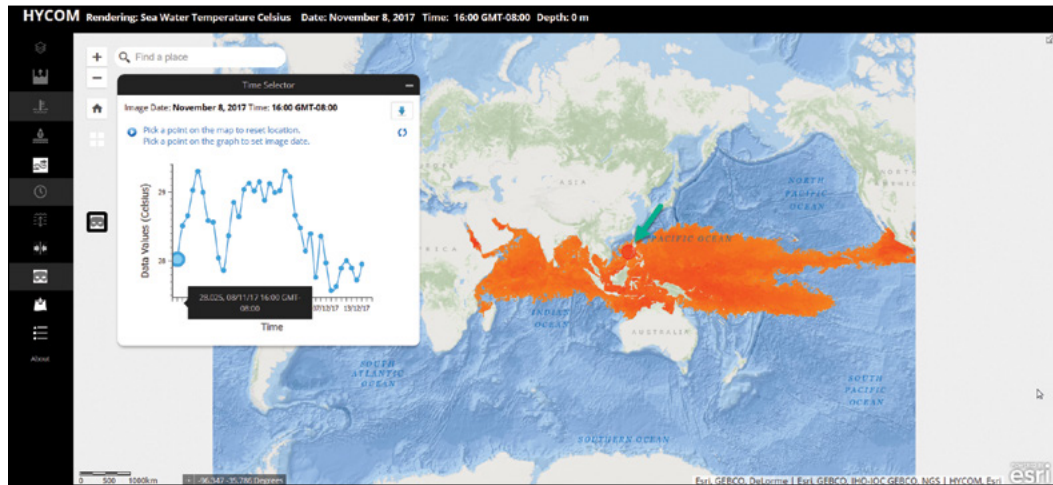 HYCOM Rendering: Sea Water Temperature Celsius Date: November 8, 2017 Time: 16:00 GMT-08:00 Depth: 0 m
Find a place
Time Selector
Image Date: November 8, 2017 Time: 16:00 GMT-08:00
Pick a point on the map to reset location.
Pick a point on the graph to set image date.
Data Values (Celsius)
29
28
28.025, 08/11/17 16:00 GMT-
08:00
13/12/17
Time
About
ASIA
NORTH
PACIFIC
OCEAN
PACIFIC OCEAN
INDIAN
OCEAN
AUSTRALIA
SOUTH
ATLANTIC
OCEAN
SOUTH
PACIFIC
OCEAN
SOUTHERN OCEAN
0 500 1000km
Esri, GEBCO, DeLorme | Esri, GEBCO, IHO-IOC GEBCO, NGS | HYCOM, Esri
esri